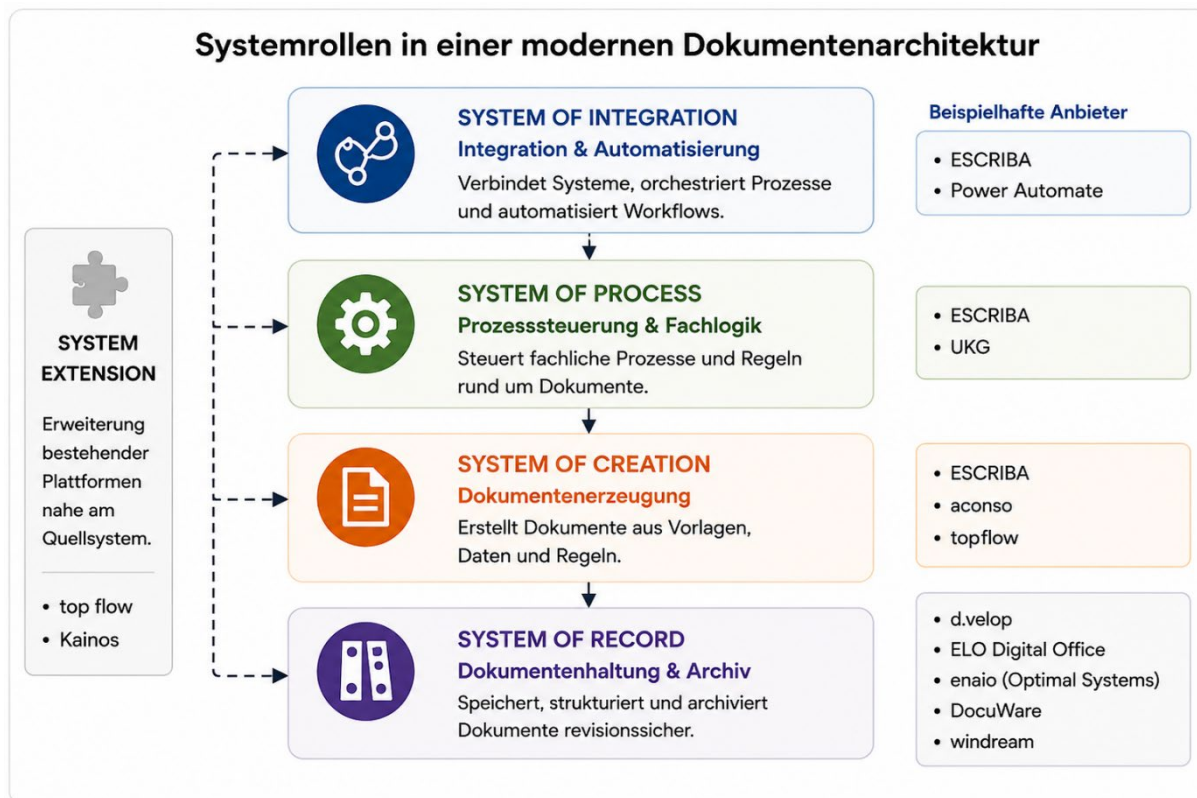 Systemrollen in einer modernen Dokumentenarchitektur
SYSTEM OF INTEGRATION
Integration & Automatisierung
Verbindet Systeme, orchestriert Prozesse
und automatisiert Workflows.
Beispielhafte Anbieter
• ESCRIBA
• Power Automate
SYSTEM
EXTENSION
Erweiterung
bestehender
Plattformen
nahe am
Quellsystem.
• top flow
• Kainos
SYSTEM OF PROCESS
Prozesssteuerung & Fachlogik
Steuert fachliche Prozesse und Regeln
rund um Dokumente.
• ESCRIBA
• UKG
SYSTEM OF CREATION
Dokumentenerzeugung
Erstellt Dokumente aus Vorlagen,
Daten und Regeln.
• ESCRIBA
• aconso
• topflow
SYSTEM OF RECORD
Dokumentenhaltung & Archiv
Speichert, strukturiert und archiviert
Dokumente revisionssicher.
• d.velop
• ELO Digital Office
• enaio (Optimal Systems)
• DocuWare
• windream